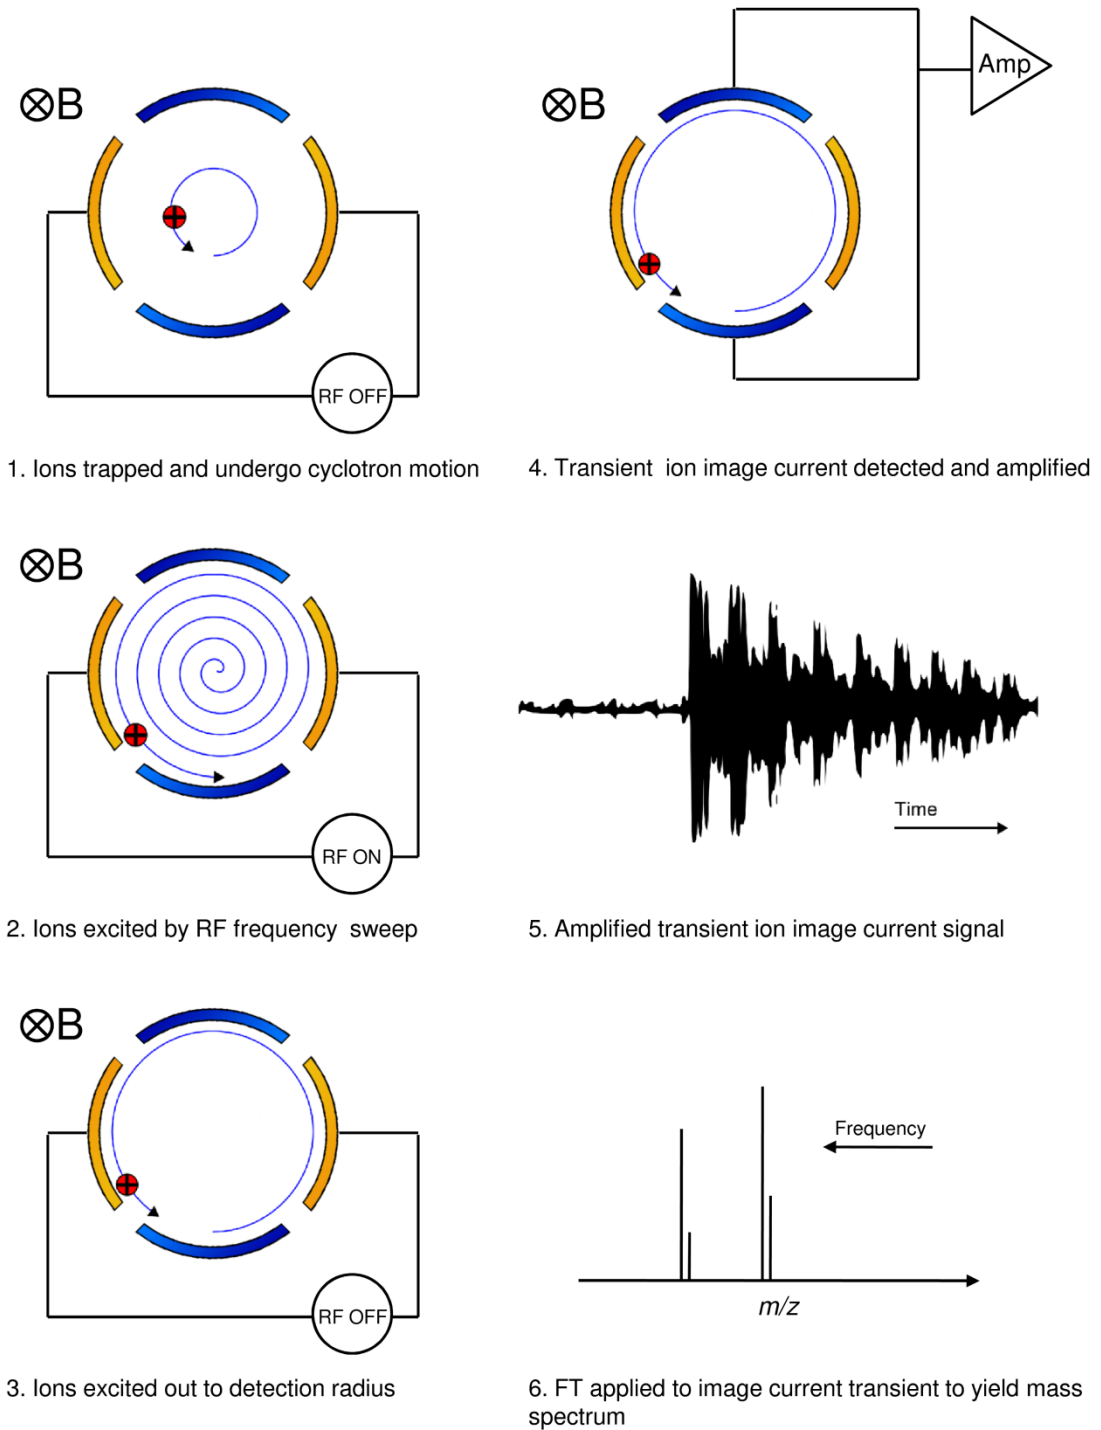 ⊗B
RF OFF
1. Ions trapped and undergo cyclotron motion
⊗B
RF ON
2. Ions excited by RF frequency sweep
⊗B
RF OFF
3. Ions excited out to detection radius
⊗B
Amp
4. Transient ion image current detected and amplified
Time
5. Amplified transient ion image current signal
Frequency
m/z
6. FT applied to image current transient to yield mass
spectrum